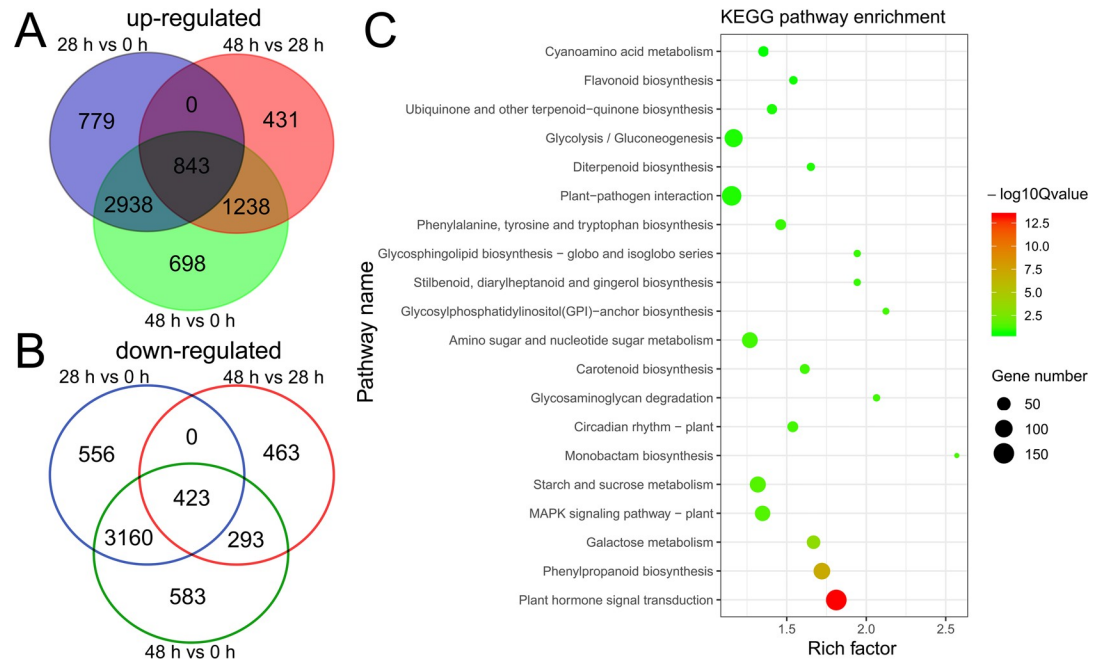 A
up-regulated
28 h vs 0 h
48 h vs 28 h
0
779
431
843
2938
1238
698
48 h vs 0 h
B
down-regulated
28 h vs 0 h
48 h vs 28 h
0
556
463
423
3160
293
583
48 h vs 0 h
C
KEGG pathway enrichment
Pathway name
Cyanoamino acid metabolism
Flavonoid biosynthesis
Ubiquinone and other terpenoid−quinone biosynthesis
Glycolysis / Gluconeogenesis
Diterpenoid biosynthesis
Plant−pathogen interaction
Phenylalanine, tyrosine and tryptophan biosynthesis
Glycosphingolipid biosynthesis − globo and isoglobo series
Stilbenoid, diarylheptanoid and gingerol biosynthesis
Glycosylphosphatidylinositol(GPI)−anchor biosynthesis
Amino sugar and nucleotide sugar metabolism
Carotenoid biosynthesis
Glycosaminoglycan degradation
Circadian rhythm − plant
Monobactam biosynthesis
Starch and sucrose metabolism
MAPK signaling pathway − plant
Galactose metabolism
Phenylpropanoid biosynthesis
Plant hormone signal transduction
1.5
2.0
2.5
Rich factor
− log10Qvalue
12.5
10.0
7.5
5.0
2.5
Gene number
50
100
150